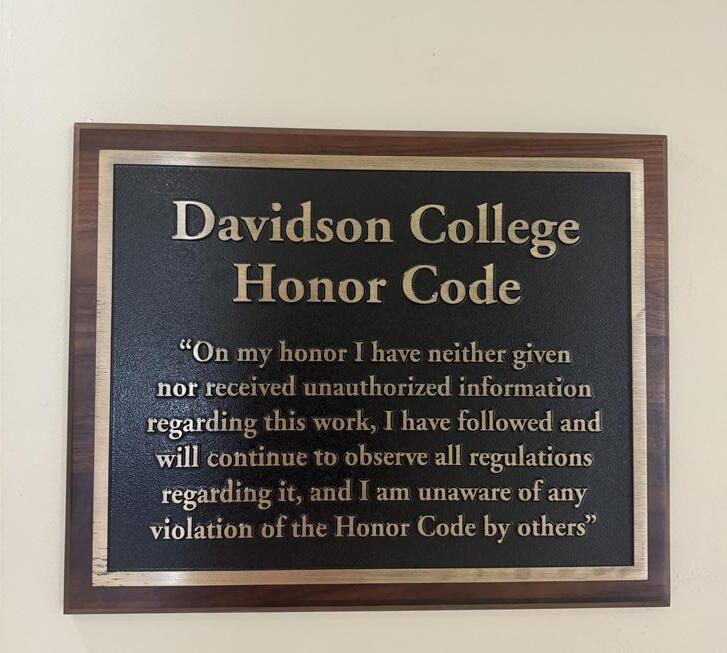 Davidson College
Honor Code
“On my honor I have neither given
nor received unauthorized information
regarding this work, I have followed and
will continue to observe all regulations
regarding it, and I am unaware of any
violation of the Honor Code by others”